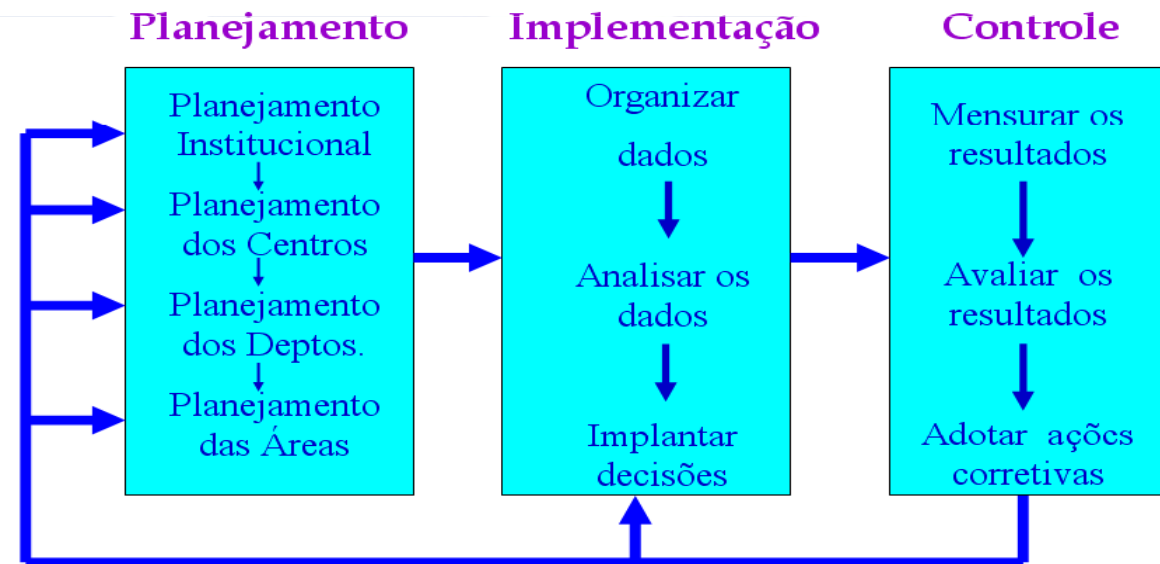 Planejamento
Planejamento
Institucional
Planejamento
dos Centros
Planejamento
dos Deptos.
Planejamento
das Áreas
Implementação
Organizar
dados
Analisar os
dados
Implantar
decisões
Controle
Mensurar os
resultados
Avaliar os
resultados
Adotar ações
corretivas